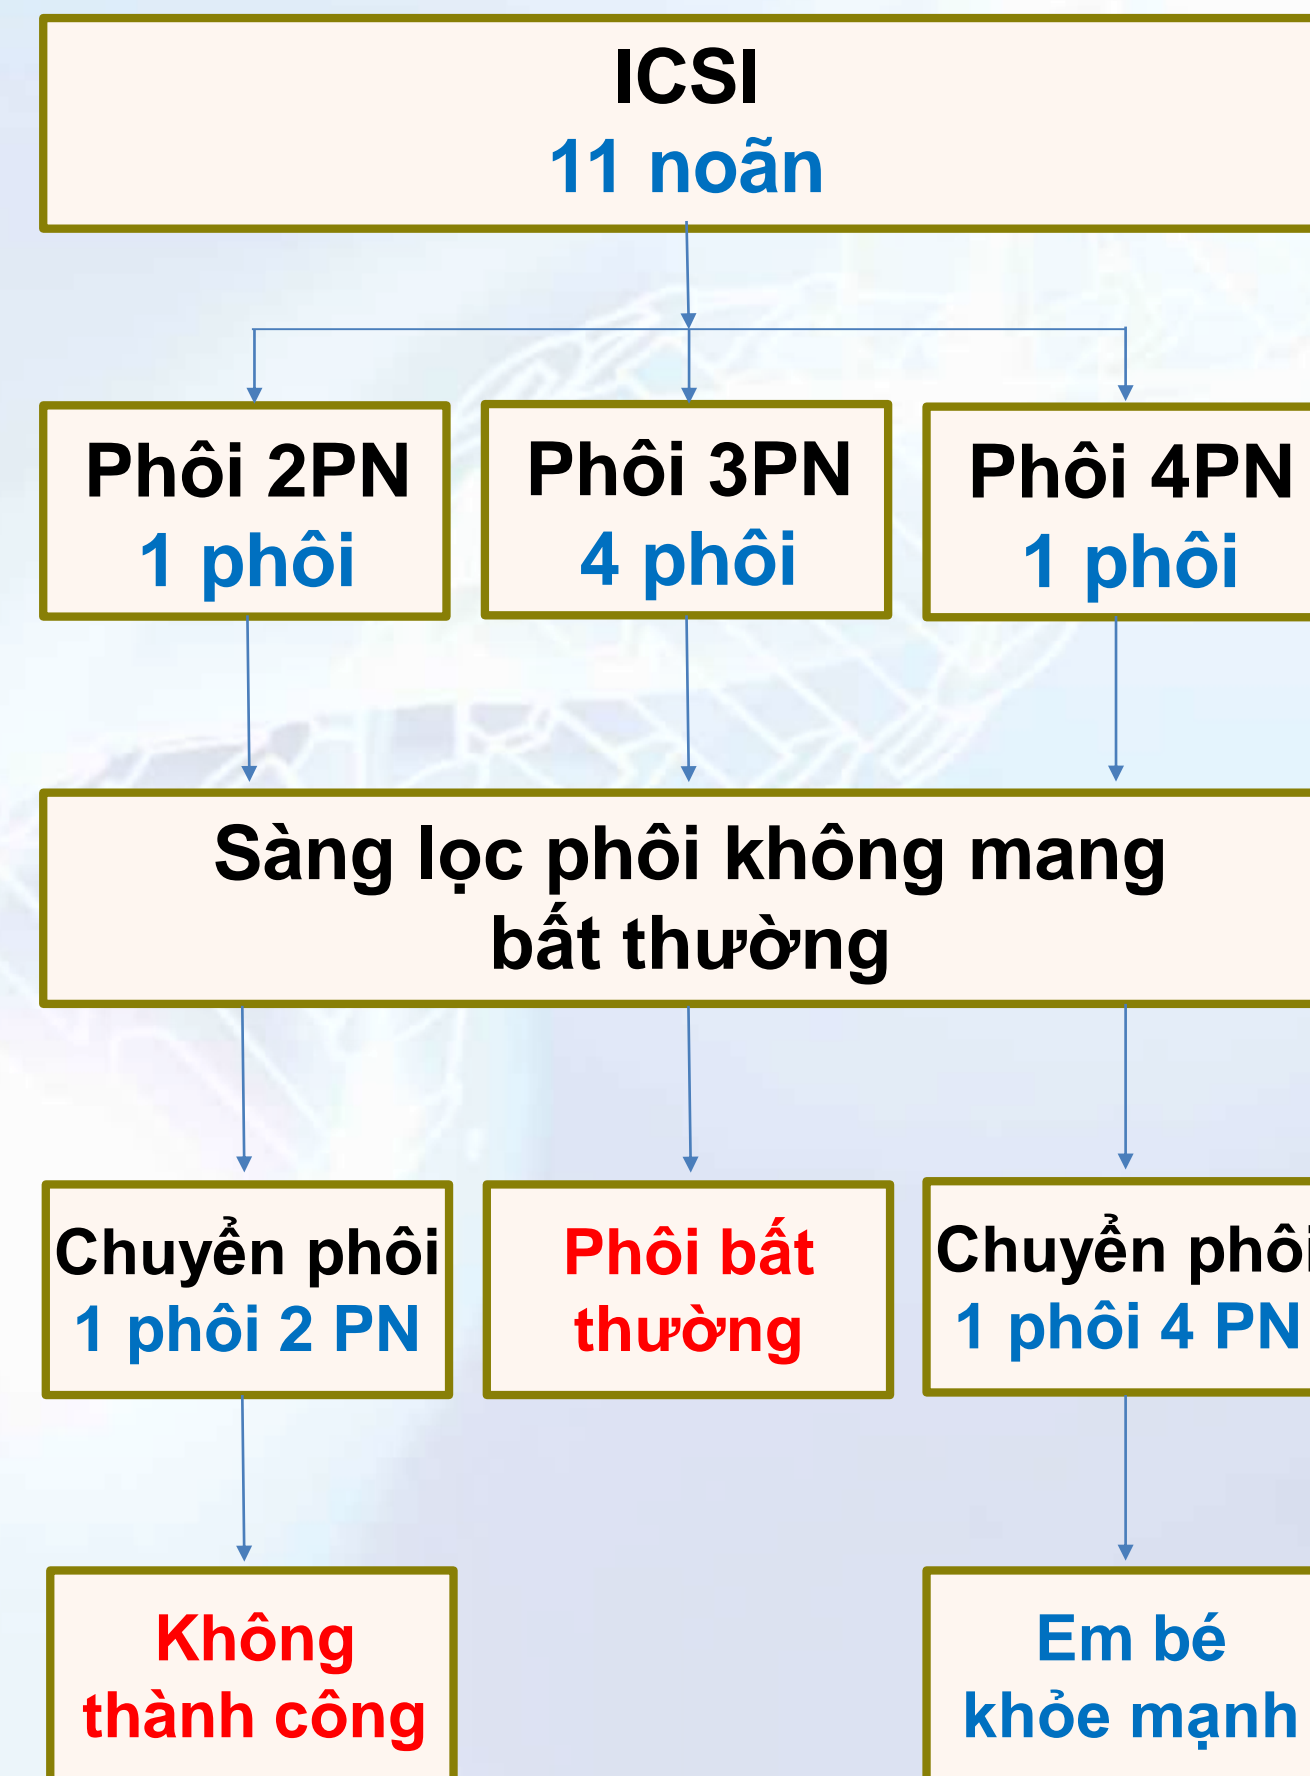 ICSI
11 noãn
Phôi 2PN
1 phôi
Phôi 3PN
4 phôi
Phôi 4PN
1 phôi
Sàng lọc phôi không mang
bất thường
Chuyển phôi
1 phôi 2 PN
Phôi bất
thường
Chuyển phôi
1 phôi 4 PN
Không
thành công
Em bé
khỏe mạnh